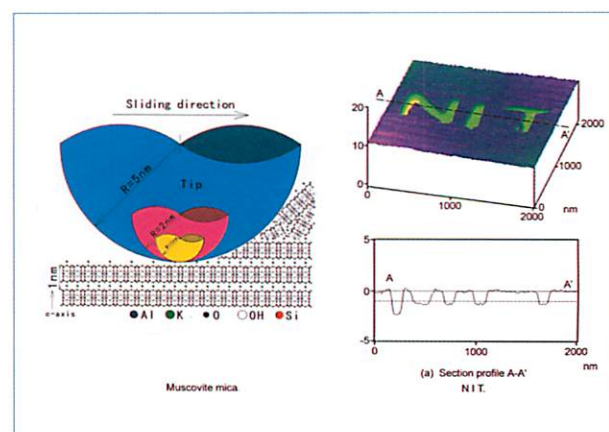 Sliding direction
R=5nm
Tip
R=2nm
1nm
c-axis
Al K O OH Si
Muscovite mica
A
A'
20
10
0
0
1000
2000
nm
0
1000
2000
5
0
-5
A
A'
0
1000
2000
nm
(a) Section profile A-A'
N.I.T.